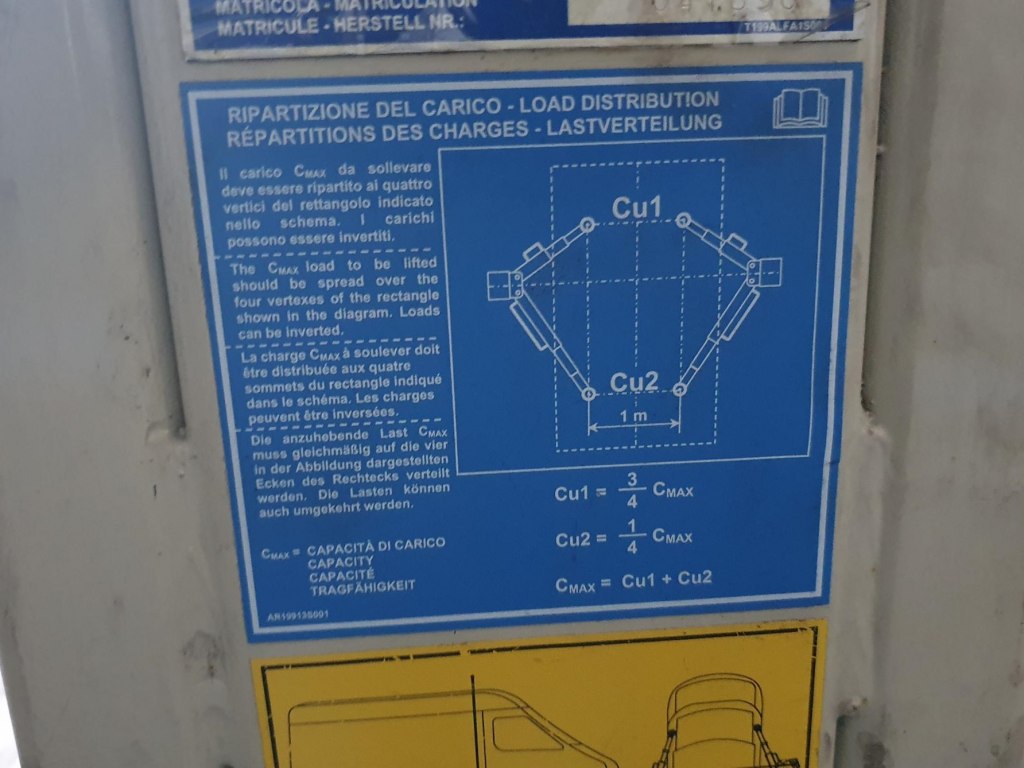 MATRICOLA - MATRICULATION
MATRICULE - HERSTELL NR.:
RIPARTIZIONE DEL CARICO - LOAD DISTRIBUTION
RÉPARTITIONS DES CHARGES - LASTVERTEILUNG
Il carico CMAX da sollevare
deve essere ripartito ai quattro
vertici del rettangolo indicato
nello schema. I carichi
possono essere invertiti.
The CMAX load to be lifted
should be spread over the
four vertexes of the rectangle
shown in the diagram. Loads
can be inverted.
La charge CMAX à soulever doit
être distribuée aux quatre
sommets du rectangle indiqué
dans le schéma. Les charges
peuvent être inversées.
Die anzuhebende Last CMAX
muss gleichmäßig auf die vier
in der Abbildung dargestellten
Ecken des Rechtecks verteilt
werden. Die Lasten können
auch umgekehrt werden.
CMAX = CAPACITÀ DI CARICO
CAPACITY
CAPACITÉ
TRAGFÄHIGKEIT
Cu1
Cu2
1 m
Cu1 = 3/4 CMAX
Cu2 = 1/4 CMAX
CMAX = Cu1 + Cu2